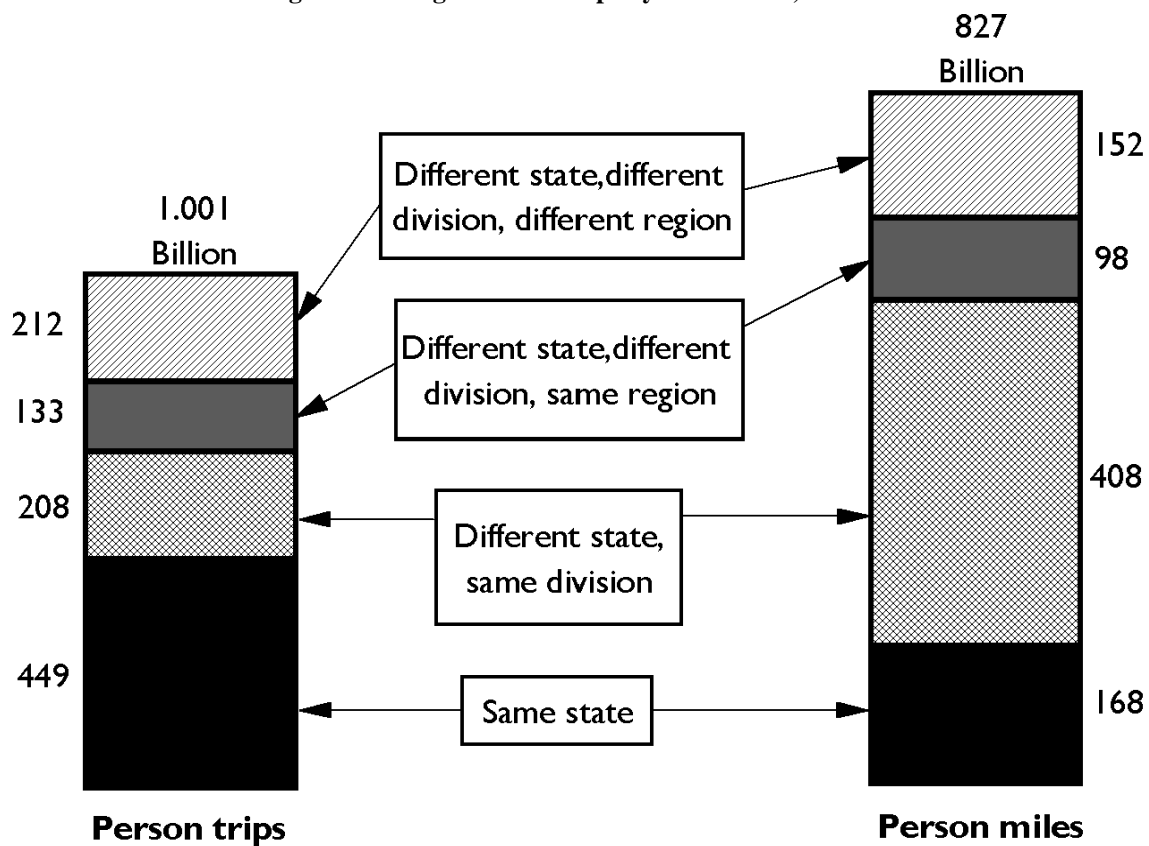 827
Billion
152
Different state,different
division, different region
1.001
Billion
98
212
Different state,different
division, same region
133
408
208
Different state,
same division
449
Same state
168
Person trips
Person miles